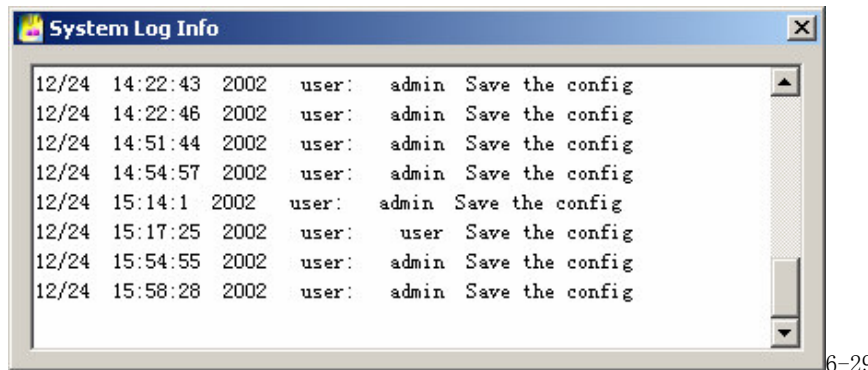 System Log Info
12/24 14:22:43 2002 user: admin Save the config
12/24 14:22:46 2002 user: admin Save the config
12/24 14:51:44 2002 user: admin Save the config
12/24 14:54:57 2002 user: admin Save the config
12/24 15:14:1 2002 user: admin Save the config
12/24 15:17:25 2002 user: user Save the config
12/24 15:54:55 2002 user: admin Save the config
12/24 15:58:28 2002 user: admin Save the config
6-29